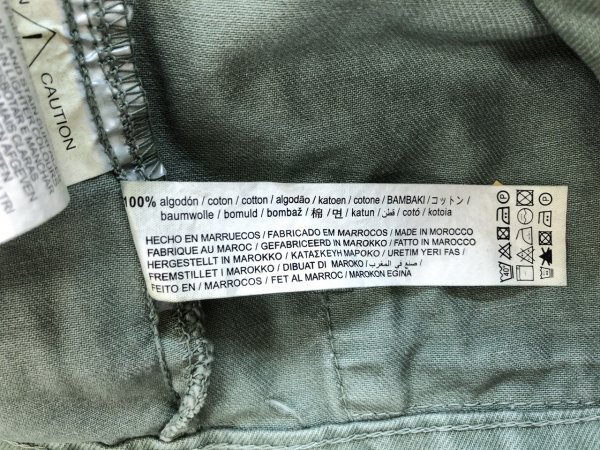 100% algodón / coton / cotton / algodão / katoen / cotone / BAMBAKI / コットン /
baumwolle / bomuld / bombaž / 棉 / 면 / katun / قطن / cotó / kotoia
HECHO EN MARRUECOS / FABRICADO EM MARROCOS / MADE IN MOROCCO
FABRIQUE AU MAROC / GEFABRICEERD IN MAROKKO / FATTO IN MAROCCO
HERGESTELLT IN MAROKKO / ΚΑΤΑΣΚΕΥΗ ΜΑΡΟΚΟ / URETIM YERI FAS /
FREMSTILLET I MAROKKO / DIBUAT DI MAROKO / صنع في المغرب /
FEITO EN / MARROCOS / FET AL MARROC / MAROKON EGINA
CAUTION